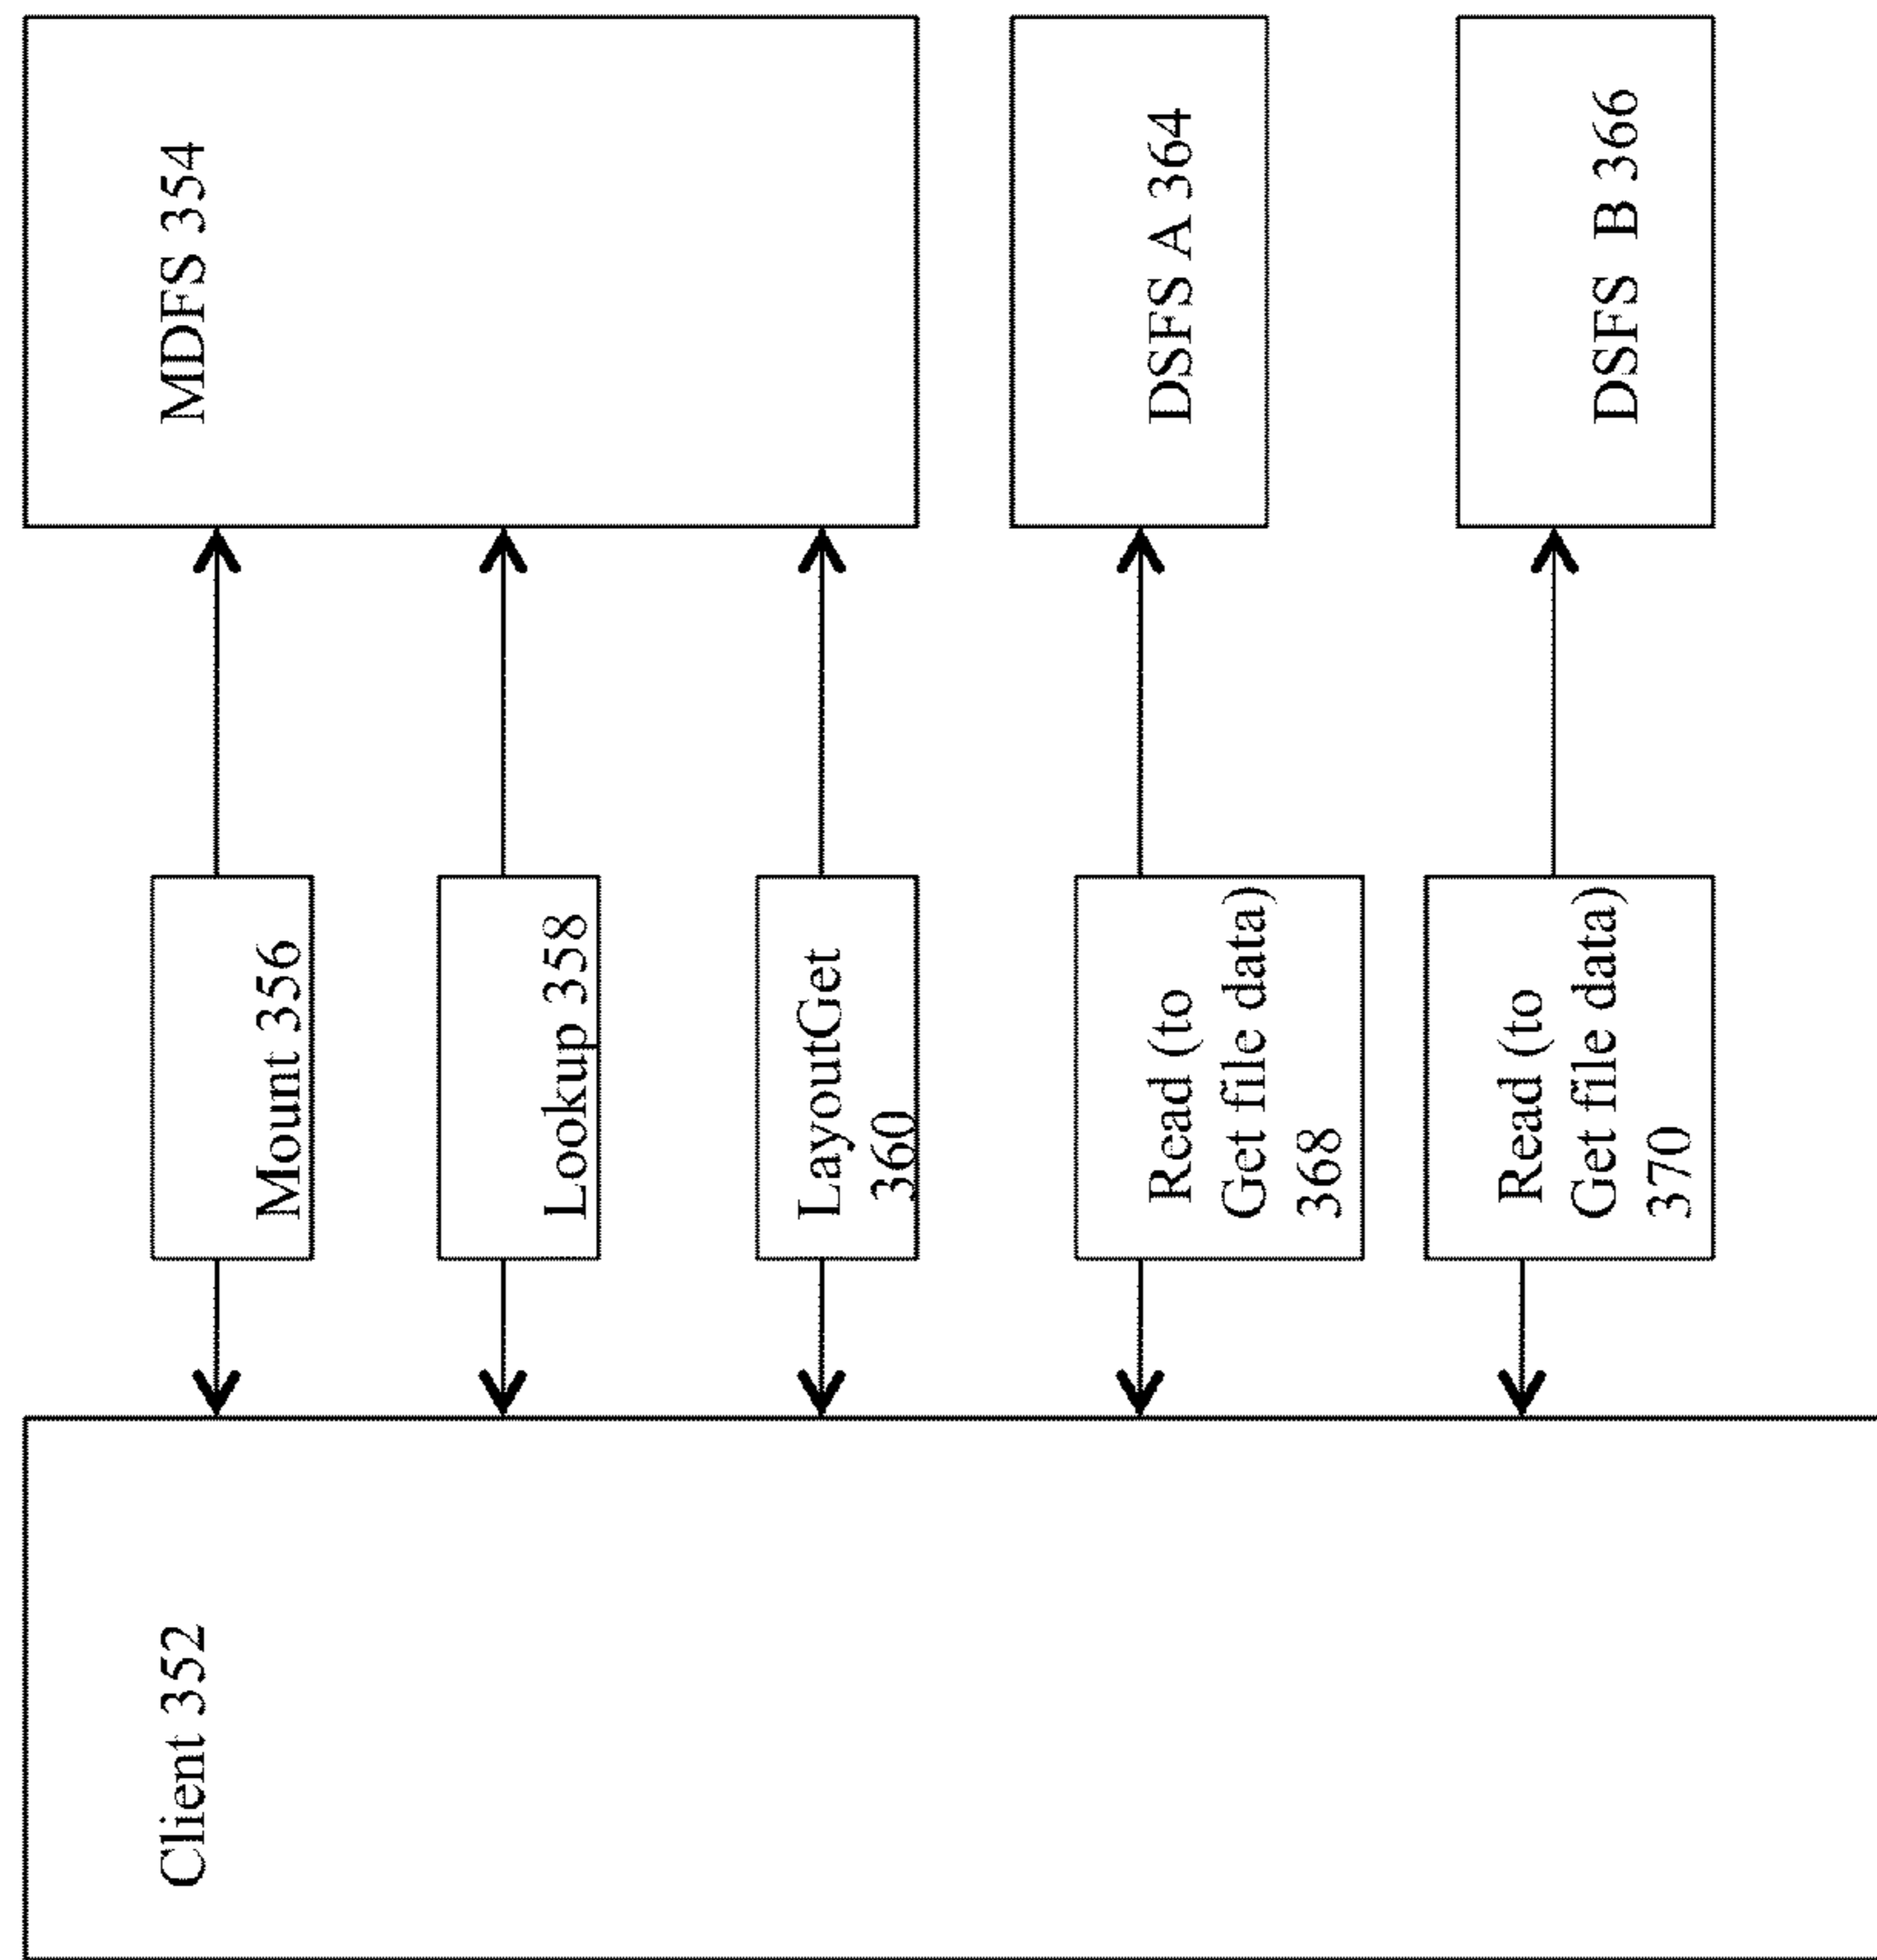 Client 352
Mount 356
MDFS 354
Lookup 358
LayoutGet
360
Read (to
Get file data)
368
DSFS A 364
Read (to
Get file data)
370
DSFS B 366